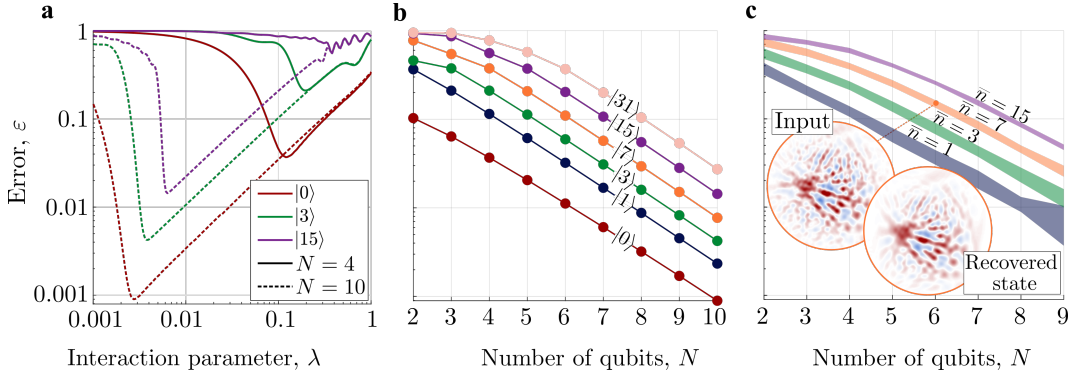 a
1
0.1
0.01
0.001
Error, ε
|0⟩
|3⟩
|15⟩
N = 4
N = 10
0.001
0.01
0.1
1
Interaction parameter, λ
b
|31⟩
|15⟩
|7⟩
|3⟩
|1⟩
|0⟩
2 3 4 5 6 7 8 9 10
Number of qubits, N
c
n̅ = 15
n̅ = 7
n̅ = 3
n̅ = 1
Input
Recovered
state
2 3 4 5 6 7 8 9
Number of qubits, N